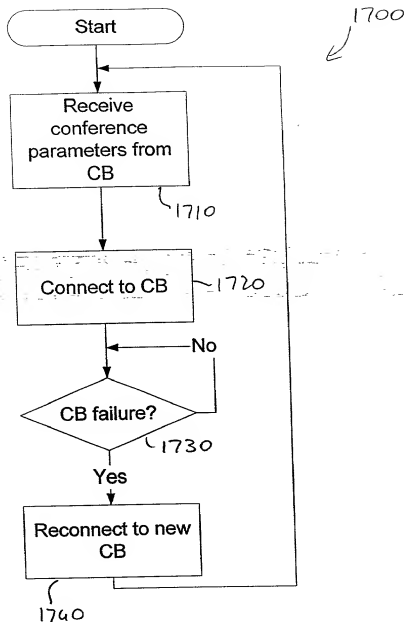 Start
1700
Receive
conference
parameters from
CB
1710
Connect to CB
1720
No
CB failure?
1730
Yes
Reconnect to new
CB
1740